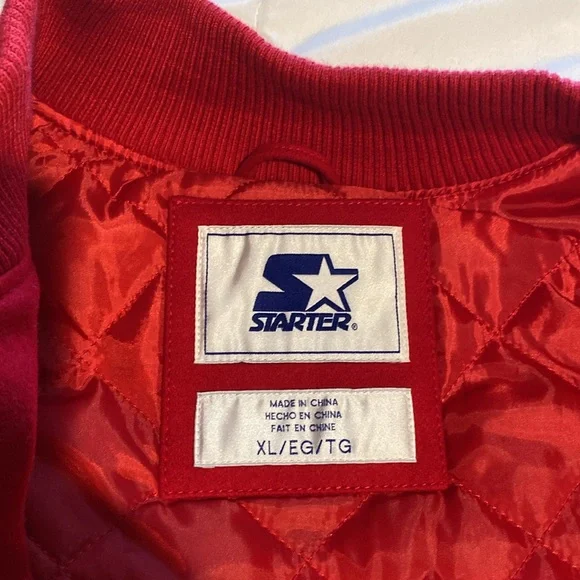 STARTER®
MADE IN CHINA
HECHO EN CHINA
FAIT EN CHINE
XL/EG/TG